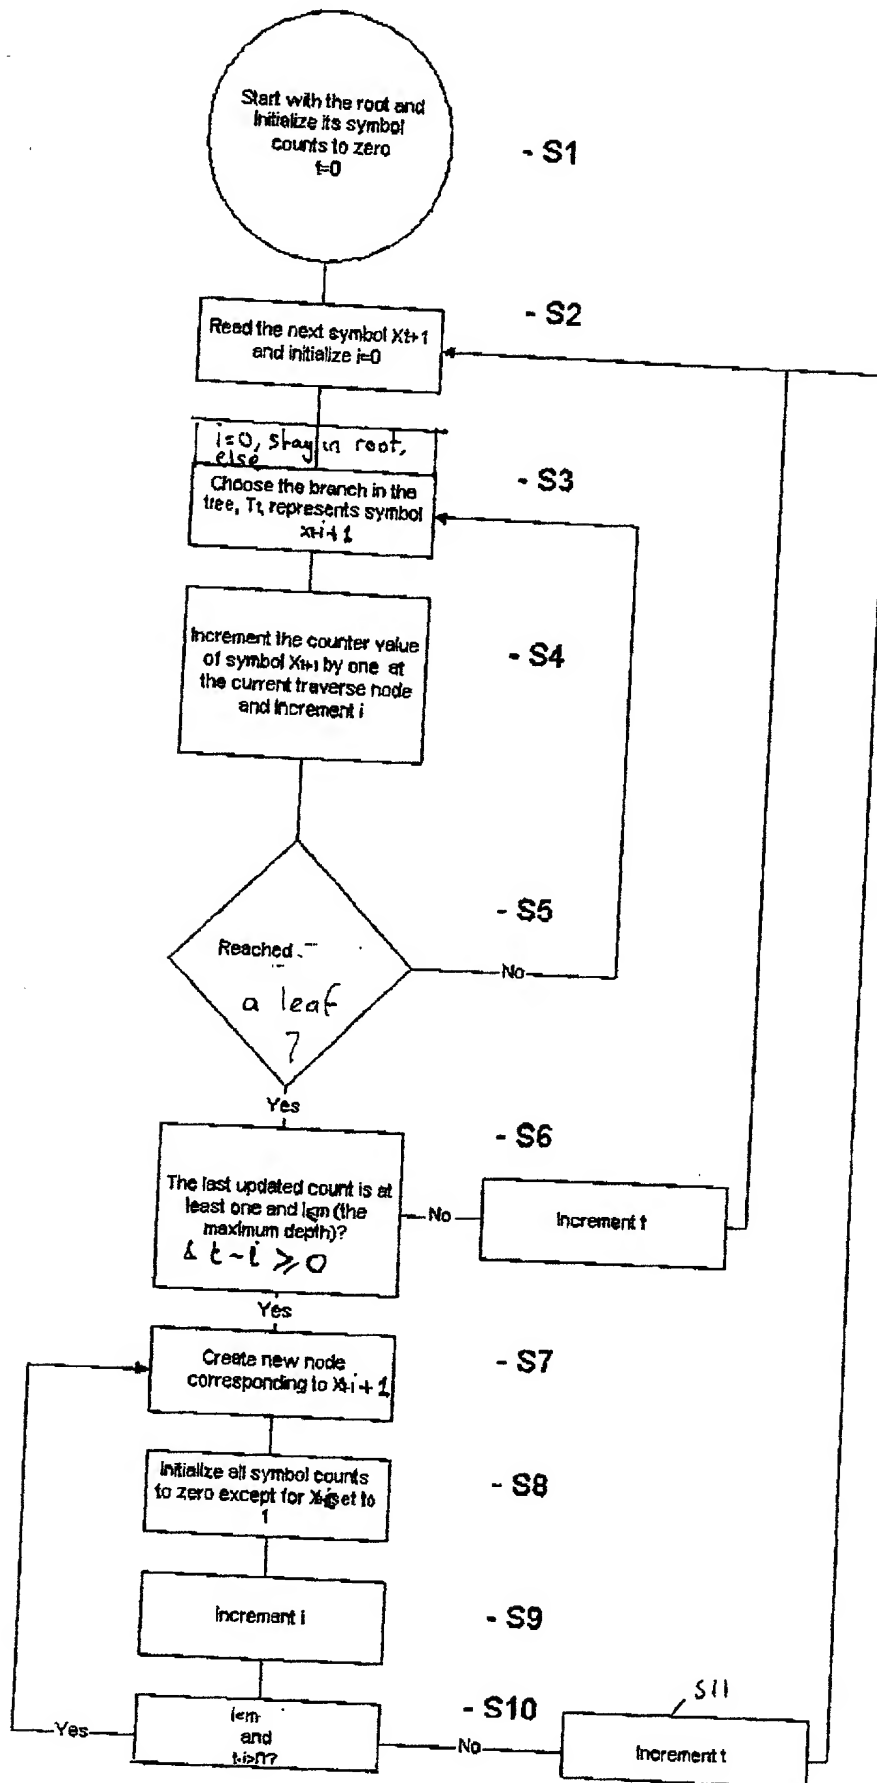 Start with the root and
Initialize its symbol
counts to zero
t=0
- S1
Read the next symbol Xt+1
and initialize i=0
- S2
i=0, stay in root,
else
Choose the branch in the
tree, Tt, represents symbol
xt-i+1
- S3
Increment the counter value
of symbol Xt+1 by one at
the current traverse node
and increment i
- S4
Reached
a leaf
?
- S5
No
Yes
The last updated count is at
least one and i≤m (the
maximum depth)?
& t-i ≥ 0
- S6
No
Increment t
Yes
Create new node
corresponding to Xt-i+1
- S7
Initialize all symbol counts
to zero except for set to
1
- S8
Increment i
- S9
and
- S10
Yes
No
S11
Increment t